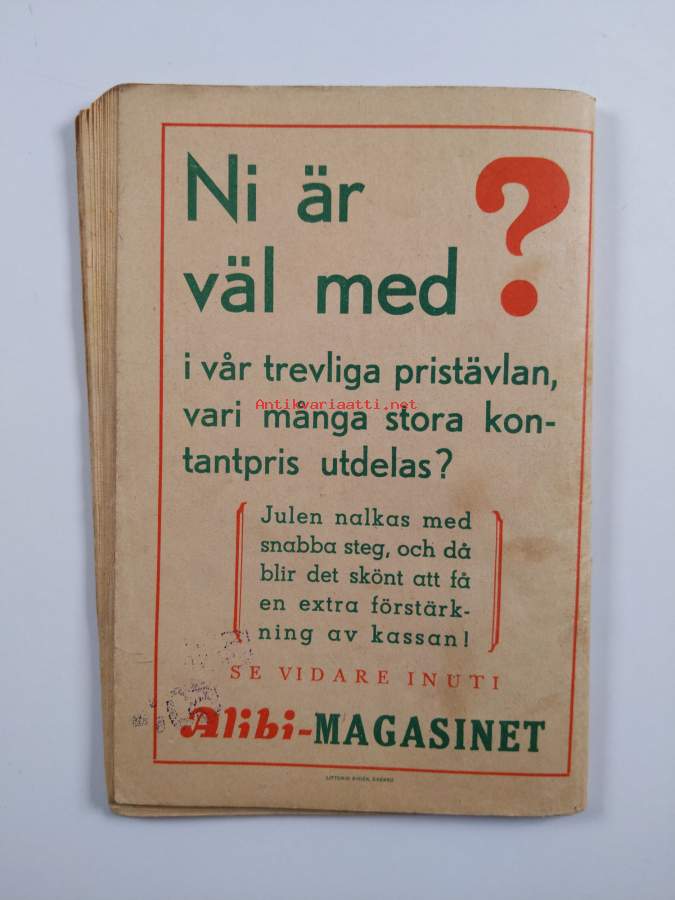 Ni är
väl med ?
i vår trevliga pristävlan,
Antikvariaatti.net
vari många stora kon-
tantpris utdelas?
Julen nalkas med
snabba steg, och då
blir det skönt att få
en extra förstärk-
ning av kassan!
SE VIDARE INUTI
Alibi-MAGASINET